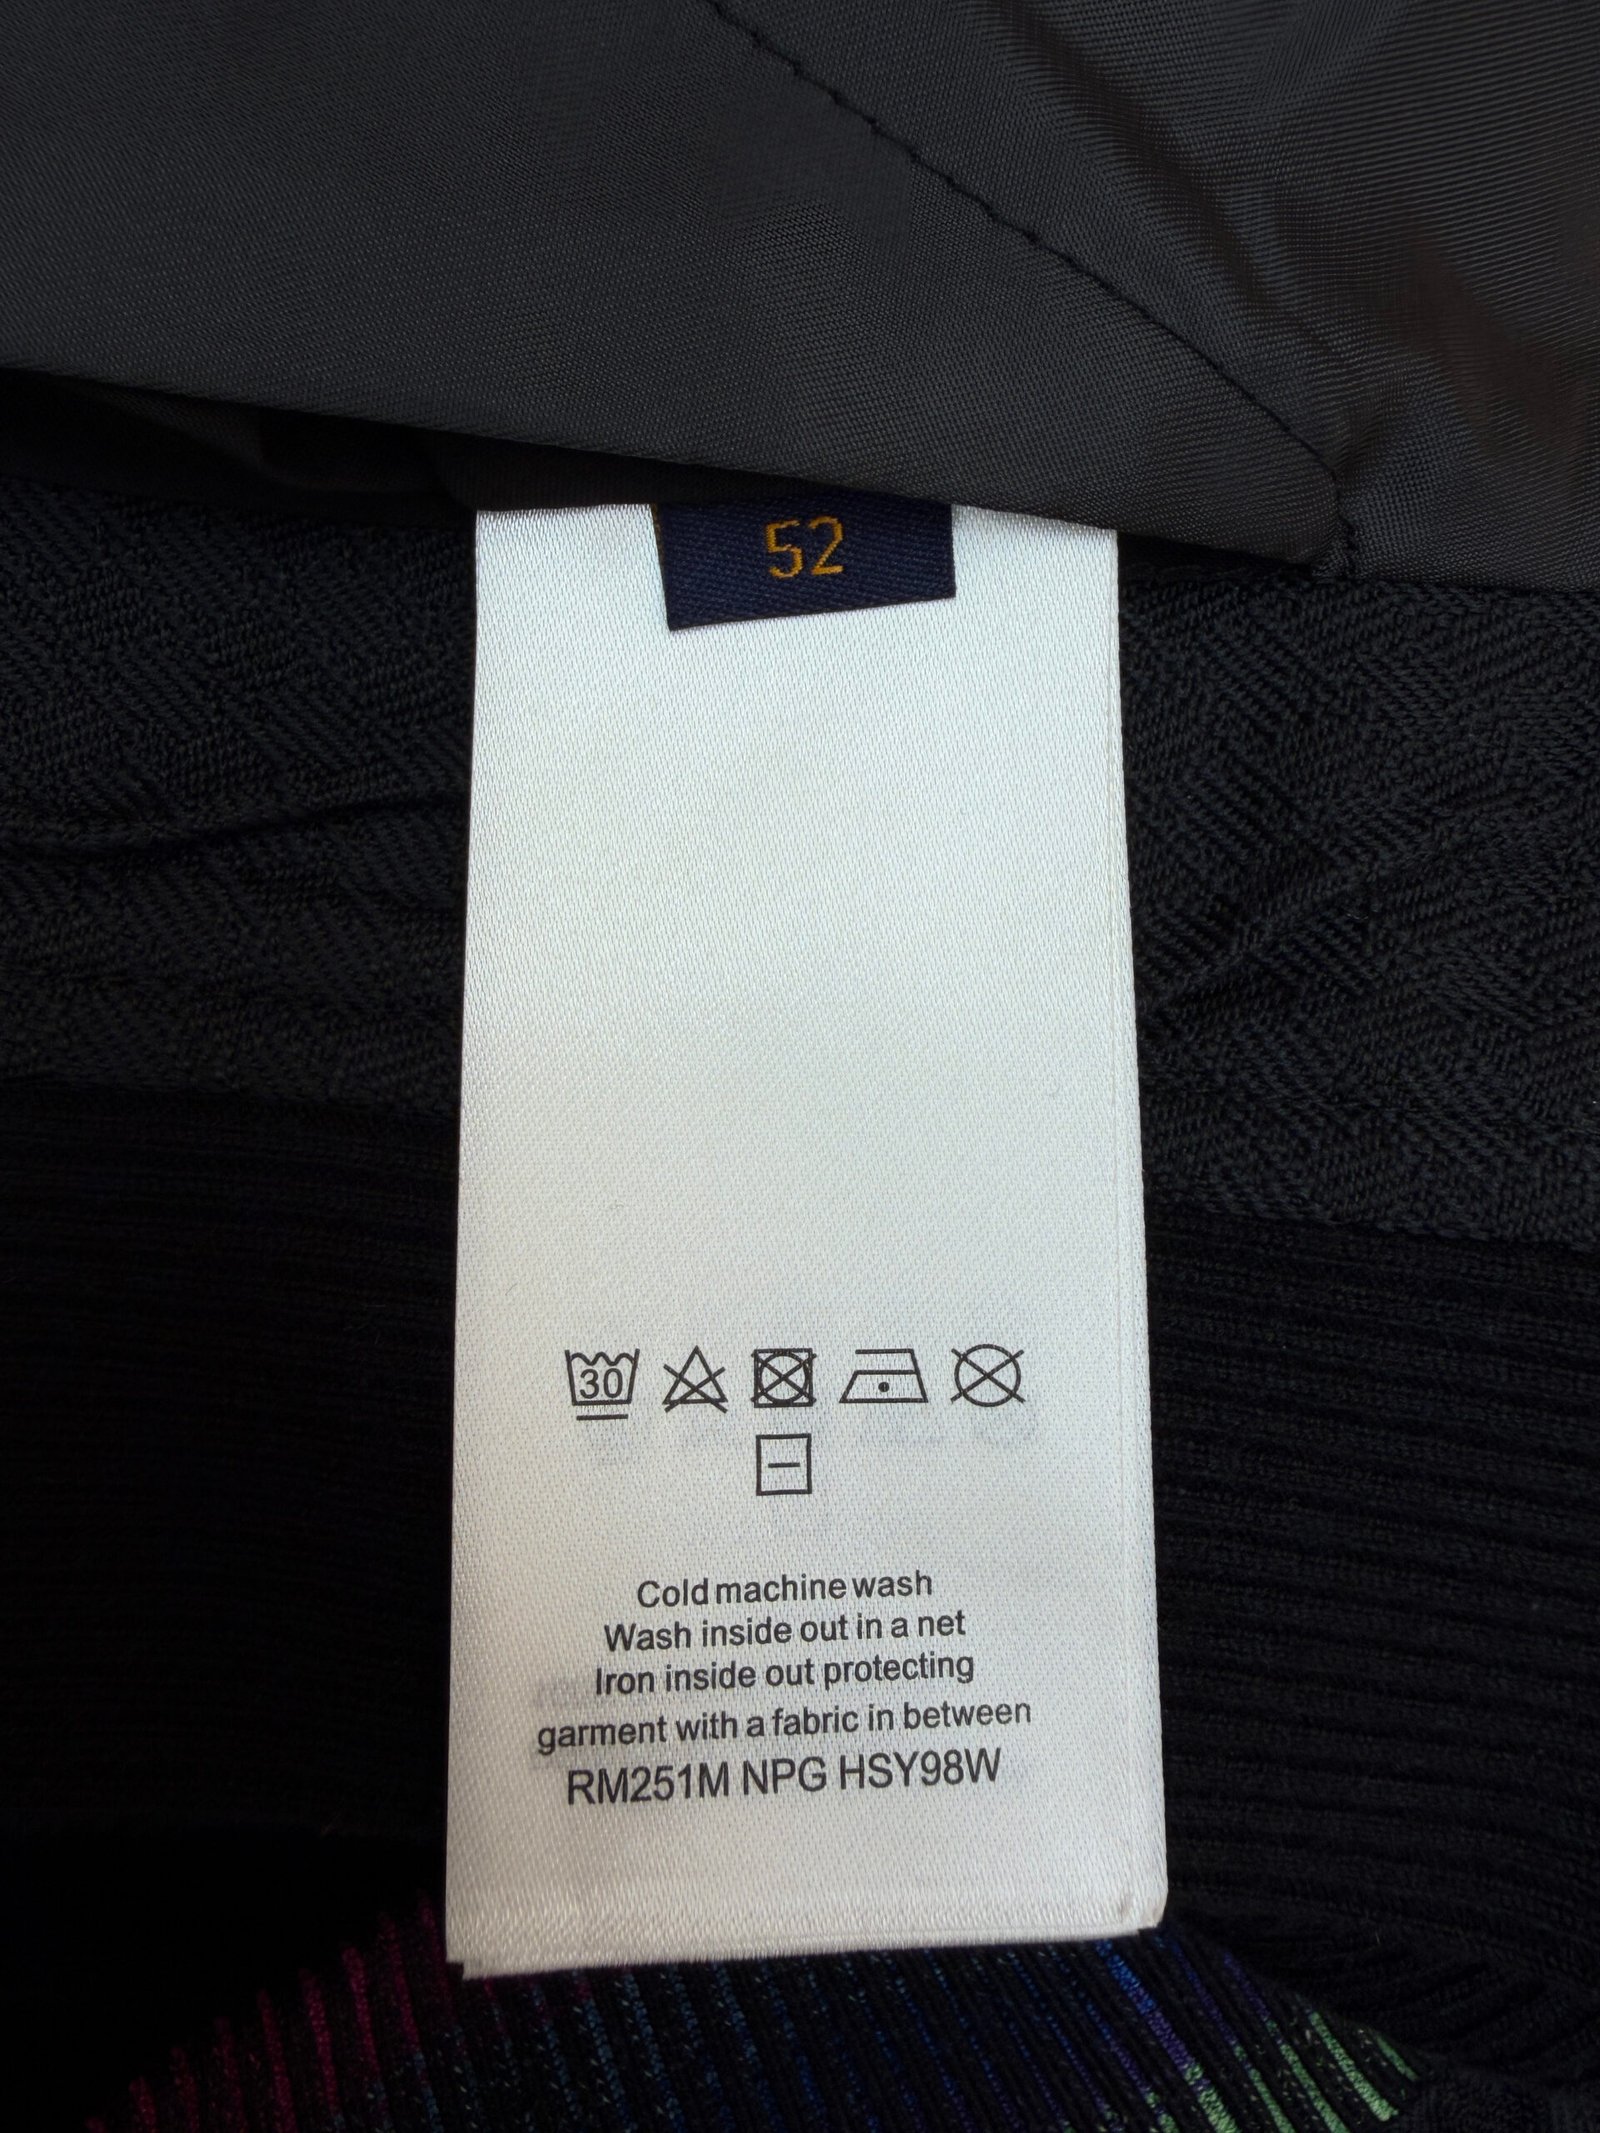 52
30
Cold machine wash
Wash inside out in a net
Iron inside out protecting
garment with a fabric in between
RM251M NPG HSY98W